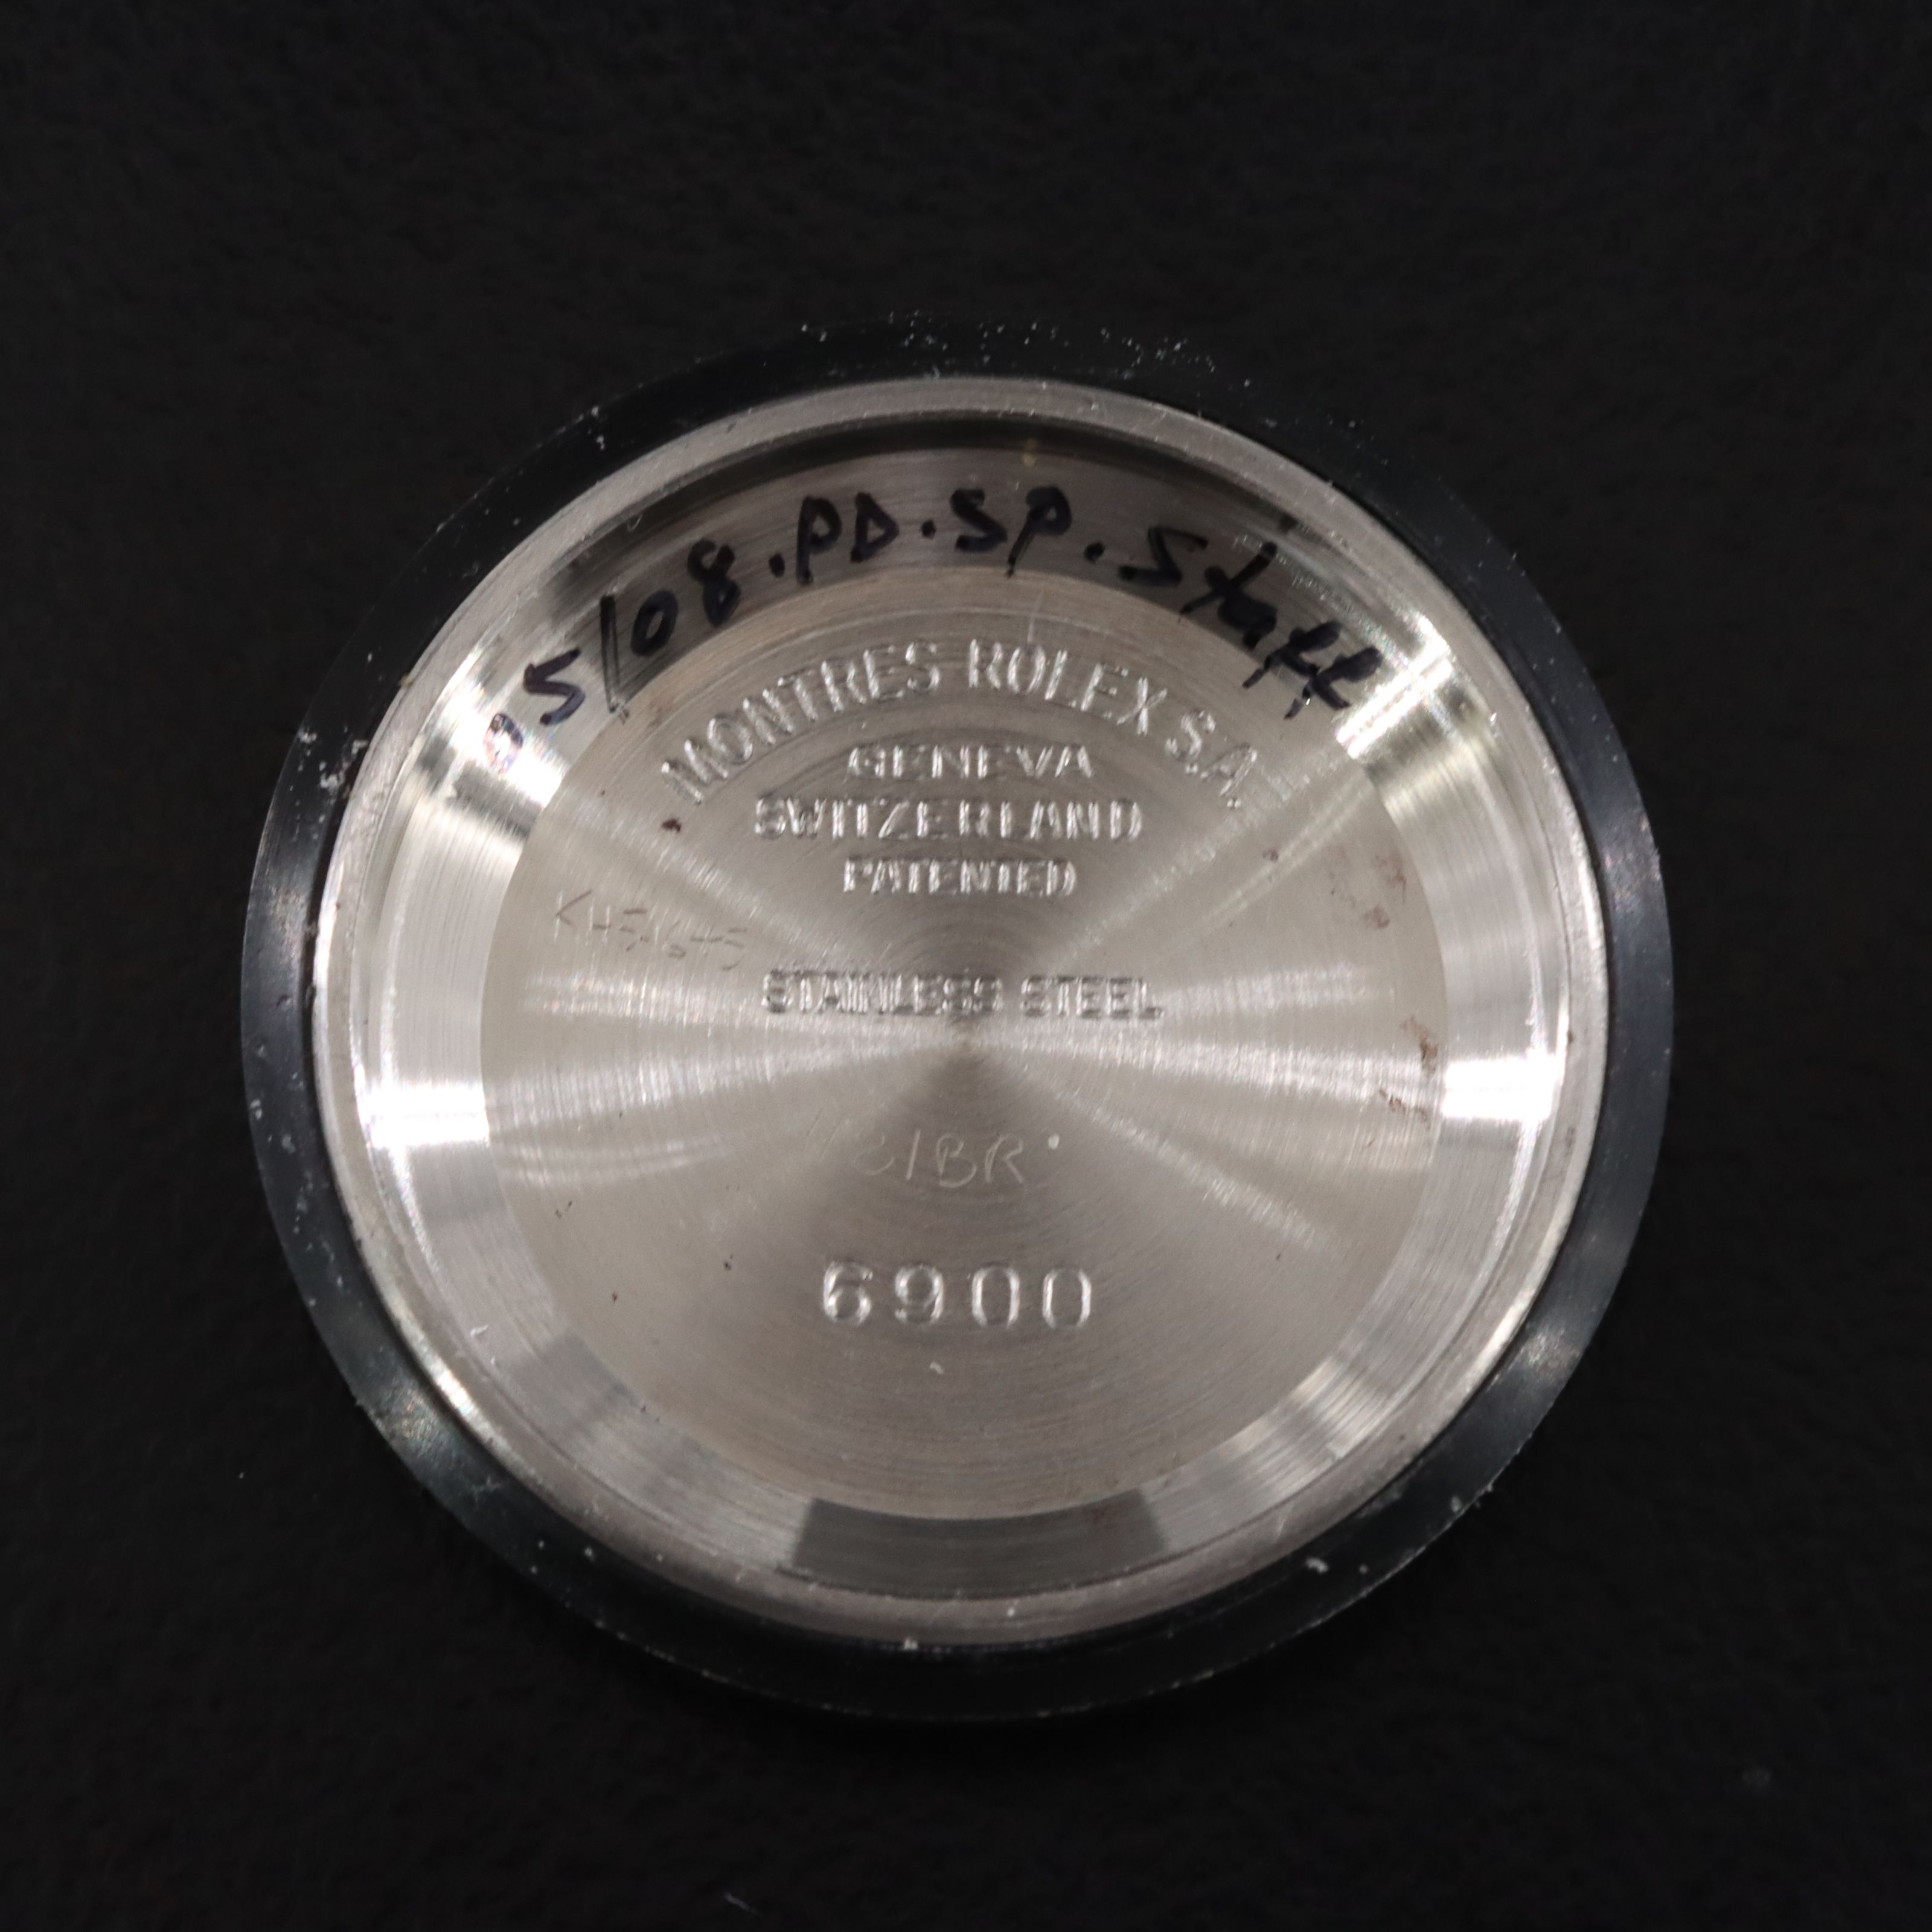 05/08.PD.SP.Staff
MONTRES ROLEX S.A.
GENEVA
SWITZERLAND
PATENTED
STAINLESS STEEL
6900